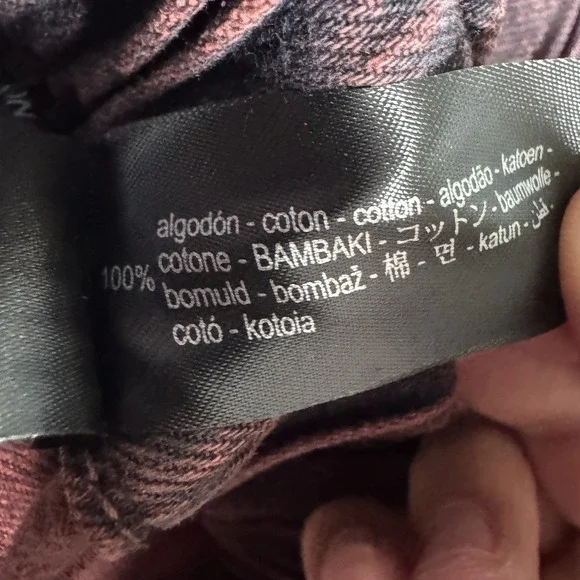 algodón - coton - cotton - algodão - katoen -
100% cotone - BAMBAKI - コットン - baumwolle -
bomuld - bombaž - 棉 - 면 - katun - قطن.
cotó - kotoia